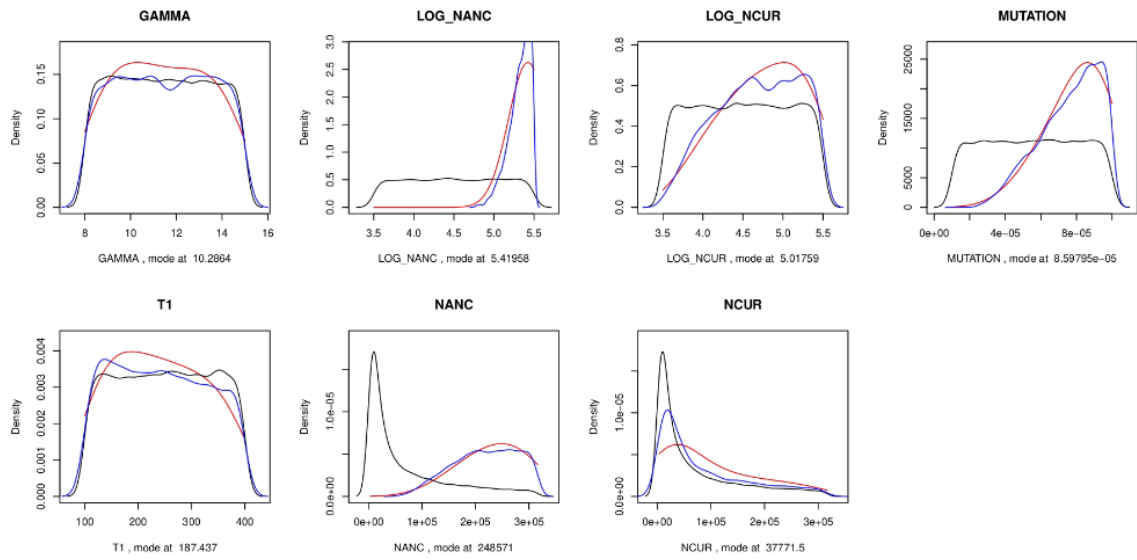 GAMMA
Density
0.00 0.05 0.10 0.15
8 10 12 14 16
GAMMA , mode at 10.2864
LOG_NANC
Density
0.0 0.5 1.0 1.5 2.0 2.5 3.0
3.5 4.0 4.5 5.0 5.5
LOG_NANC , mode at 5.41958
LOG_NCUR
Density
0.0 0.2 0.4 0.6 0.8
3.5 4.0 4.5 5.0 5.5
LOG_NCUR , mode at 5.01759
MUTATION
Density
0 5000 15000 25000
0e+00 4e-05 8e-05
MUTATION , mode at 8.59795e-05
T1
Density
0.000 0.001 0.002 0.003 0.004
100 200 300 400
T1 , mode at 187.437
NANC
Density
0.0e+00 1.0e-05
0e+00 1e+05 2e+05 3e+05
NANC , mode at 248571
NCUR
Density
0.0e+00 1.0e-05
0e+00 1e+05 2e+05 3e+05
NCUR , mode at 37771.5